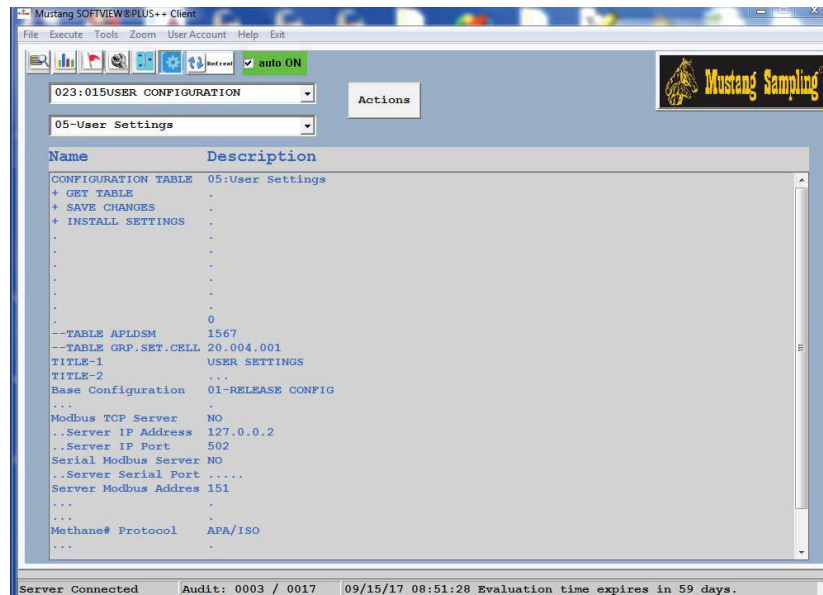 Mustang SOFTVIEW®PLUS++ Client
File Execute Tools Zoom User Account Help Exit
auto ON
Mustang Sampling
023:015USER CONFIGURATION
Actions
05-User Settings
Name Description
CONFIGURATION TABLE 05:User Settings
+ GET TABLE .
+ SAVE CHANGES .
+ INSTALL SETTINGS .
. .
. .
. .
. .
. .
. .
. 0
--TABLE APLDSM 1567
--TABLE GRP.SET.CELL 20.004.001
TITLE-1 USER SETTINGS
TITLE-2 ...
Base Configuration 01-RELEASE CONFIG
... .
Modbus TCP Server NO
..Server IP Address 127.0.0.2
..Server IP Port 502
Serial Modbus Server NO
..Server Serial Port .....
Server Modbus Addres 151
... .
... .
Methane# Protocol APA/ISO
... .
Server Connected Audit: 0003 / 0017 09/15/17 08:51:28 Evaluation time expires in 59 days.